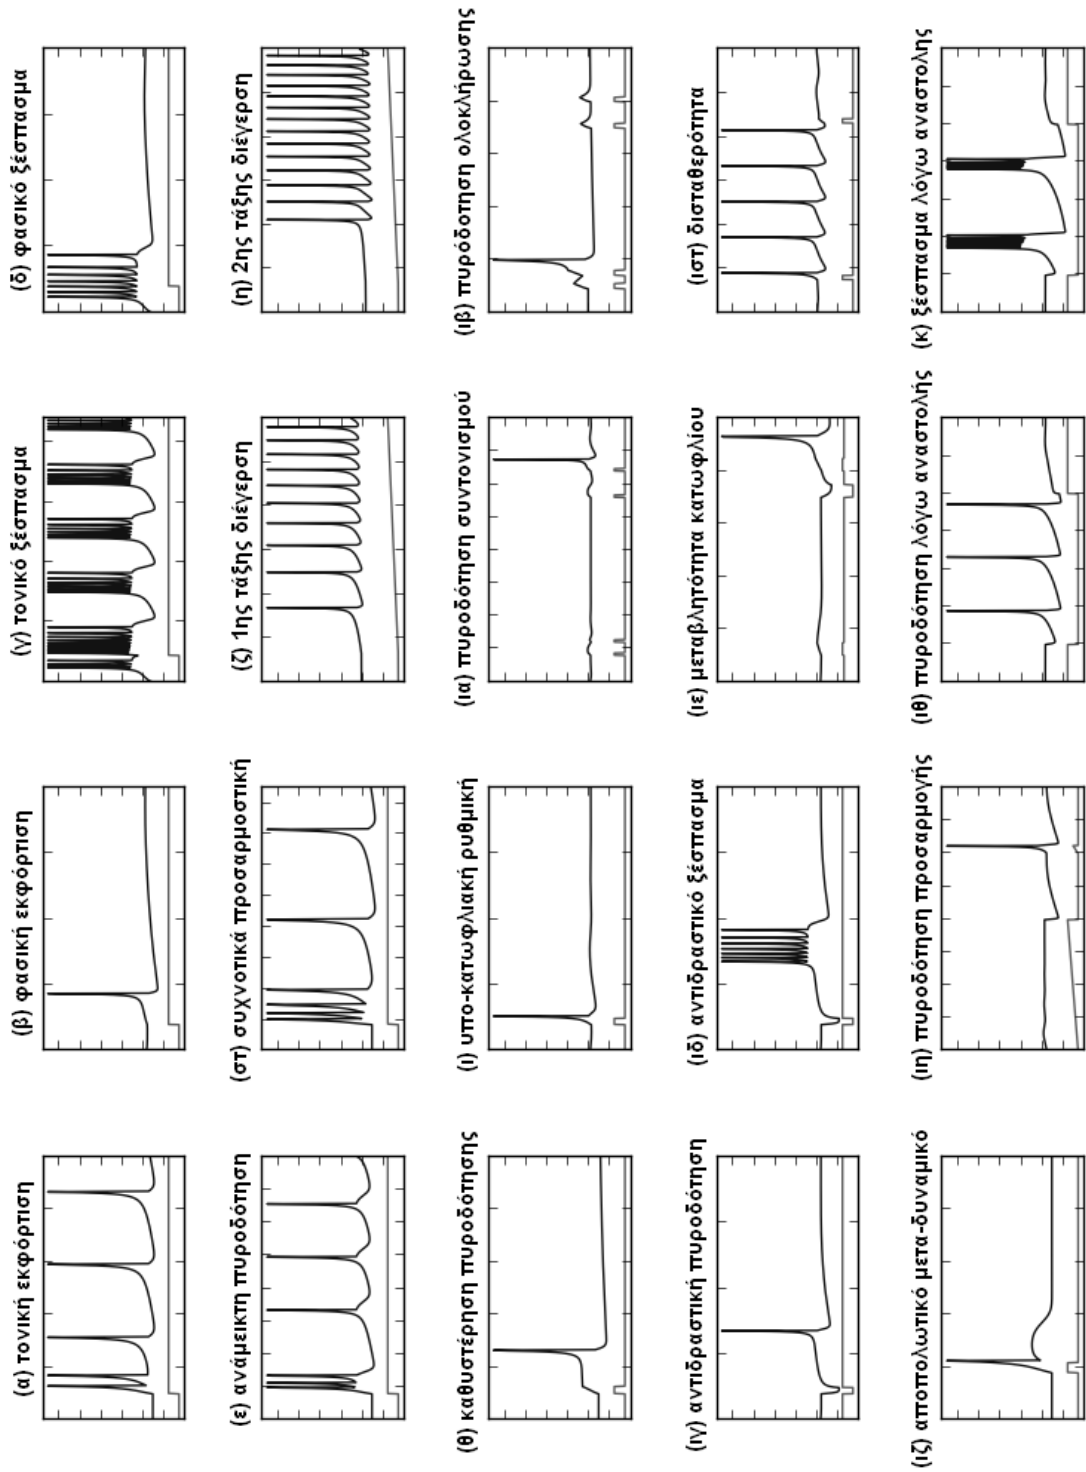 (α) τονική εκφόρτιση
(β) φασική εκφόρτιση
(γ) τονικό ξέσπασμα
(δ) φασικό ξέσπασμα
(ε) ανάμεικτη πυροδότηση
(στ) συχνοτικά προσαρμοστική
(ζ) 1ης τάξης διέγερση
(η) 2ης τάξης διέγερση
(θ) καθυστέρηση πυροδότησης
(ι) υπο-κατωφλιακή ρυθμική
(ια) πυροδότηση συντονισμού
(ιβ) πυρόδοτηση ολοκλήρωσης
(ιγ) αντιδραστική πυροδότηση
(ιδ) αντιδραστικό ξέσπασμα
(ιε) μεταβλητότητα κατωφλίου
(ιστ) δισταθερότητα
(ιζ) αποπολωτικό μετα-δυναμικό
(ιη) πυροδότηση προσαρμογής
(ιθ) πυροδότηση λόγω αναστολής
(κ) ξέσπασμα λόγω αναστολης